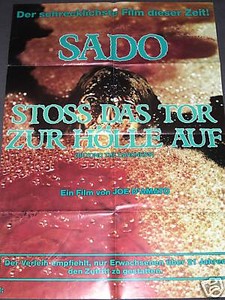 Der schrecklichste Film dieser Zeit!
SADO
STOSS DAS TOR
ZUR HÖLLE AUF
Ein Film von JOE D'AMATO
Der Verleih empfiehlt, nur Erwachsenen über 21 Jahren
den Zutritt zu gestatten.